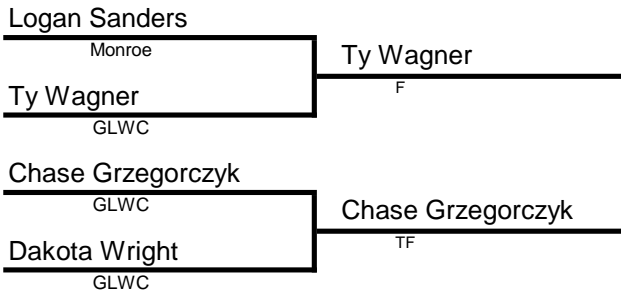 Logan Sanders
Monroe
Ty Wagner
F
Ty Wagner
GLWC
Chase Grzegorczyk
GLWC
Chase Grzegorczyk
TF
Dakota Wright
GLWC